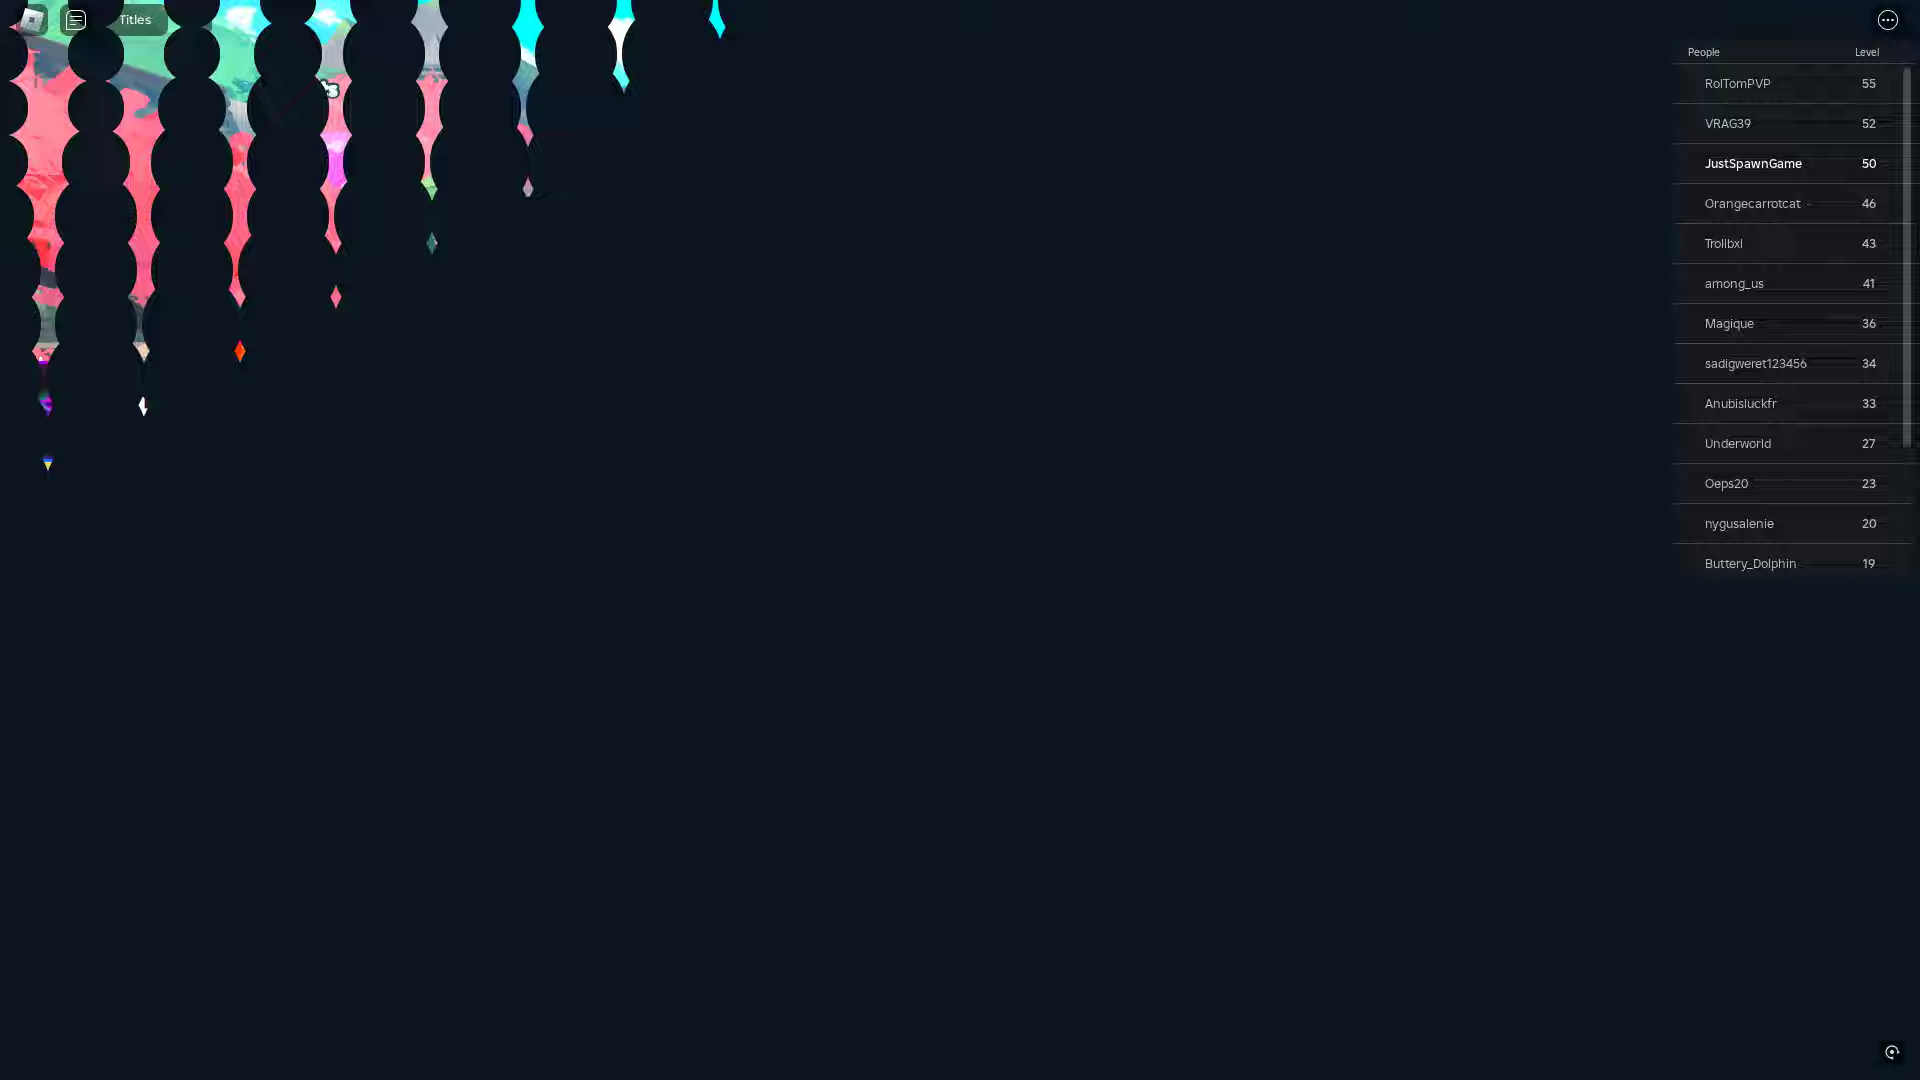 Titles
People Level
RolTomPVP 55
VRAG39 52
JustSpawnGame 50
Orangecarrotcat 46
Trollbxl 43
among_us 41
Magique 36
sadigweret123456 34
Anubisluckfr 33
Underworld 27
Oeps20 23
nygusalenie 20
Buttery_Dolphin 19